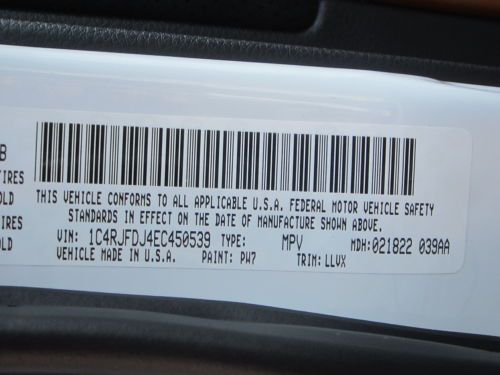 B
IRES
OLD
IRES
OLD
THIS VEHICLE CONFORMS TO ALL APPLICABLE U.S.A. FEDERAL MOTOR VEHICLE SAFETY
STANDARDS IN EFFECT ON THE DATE OF MANUFACTURE SHOWN ABOVE.
VIN: 1C4RJFDJ4EC450539 TYPE: MPV MDH:021822 039AA
VEHICLE MADE IN U.S.A. PAINT: PW7 TRIM: LLVX